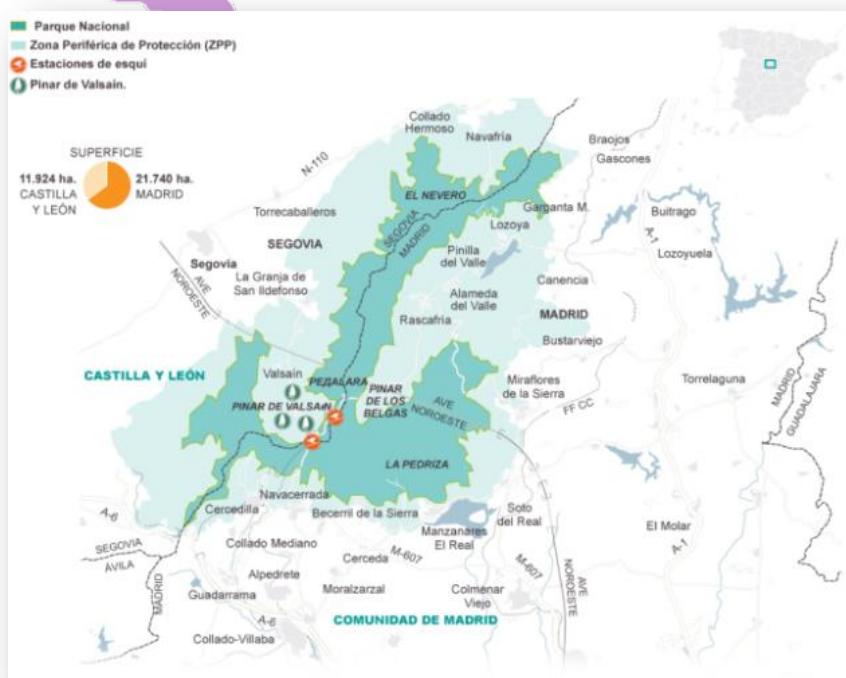 Parque Nacional
Zona Periférica de Protección (ZPP)
Estaciones de esquí
Pinar de Valsaín.
SUPERFICIE
11.924 ha.
CASTILLA
Y LEÓN
21.740 ha.
MADRID
N-110
Collado
Hermoso
Navafría
Braojos
Gascones
EL NEVERO
Garganta M.
Torrecaballeros
SEGOVIA
MADRID
Lozoya
Buitrago
A-1
Lozoyuela
SEGOVIA
Pinilla
del Valle
Segovia
AVE
NOROESTE
La Granja de
San Ildefonso
Canencia
Alameda
del Valle
Rascafría
MADRID
Bustarviejo
CASTILLA Y LEÓN
Valsaín
PEДALARA
PINAR
DE LOS
BELGAS
Miraflores
de la Sierra
Torrelaguna
MADRID
GUADALAJARA
PINAR DE VALSAíN
AVE
NOROESTE
FF CC
LA PEDRIZA
Navacerrada
Cercedilla
Becerril de la Sierra
Soto
del Real
A-6
Manzanares
El Real
El Molar
SEGOVIA
ÁVILA
Collado Mediano
Cerceda
M-607
A-1
MADRID
Alpedrete
M-607
AVE
NOROESTE
Guadarrama
Moralzarzal
Colmenar
Viejo
A-6
COMUNIDAD DE MADRID
Collado-Villaba